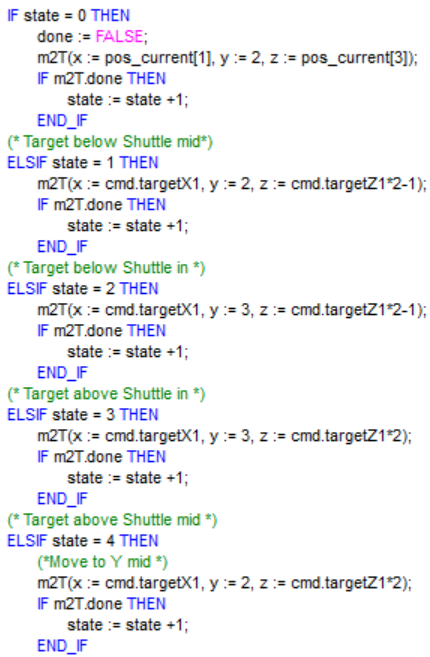 IF state = 0 THEN
done := FALSE;
m2T(x := pos_current[1], y := 2, z := pos_current[3]);
IF m2T.done THEN
state := state +1;
END_IF
(* Target below Shuttle mid*)
ELSIF state = 1 THEN
m2T(x := cmd.targetX1, y := 2, z := cmd.targetZ1*2-1);
IF m2T.done THEN
state := state +1;
END_IF
(* Target below Shuttle in *)
ELSIF state = 2 THEN
m2T(x := cmd.targetX1, y := 3, z := cmd.targetZ1*2-1);
IF m2T.done THEN
state := state +1;
END_IF
(* Target above Shuttle in *)
ELSIF state = 3 THEN
m2T(x := cmd.targetX1, y := 3, z := cmd.targetZ1*2);
IF m2T.done THEN
state := state +1;
END_IF
(* Target above Shuttle mid *)
ELSIF state = 4 THEN
(*Move to Y mid *)
m2T(x := cmd.targetX1, y := 2, z := cmd.targetZ1*2);
IF m2T.done THEN
state := state +1;
END_IF